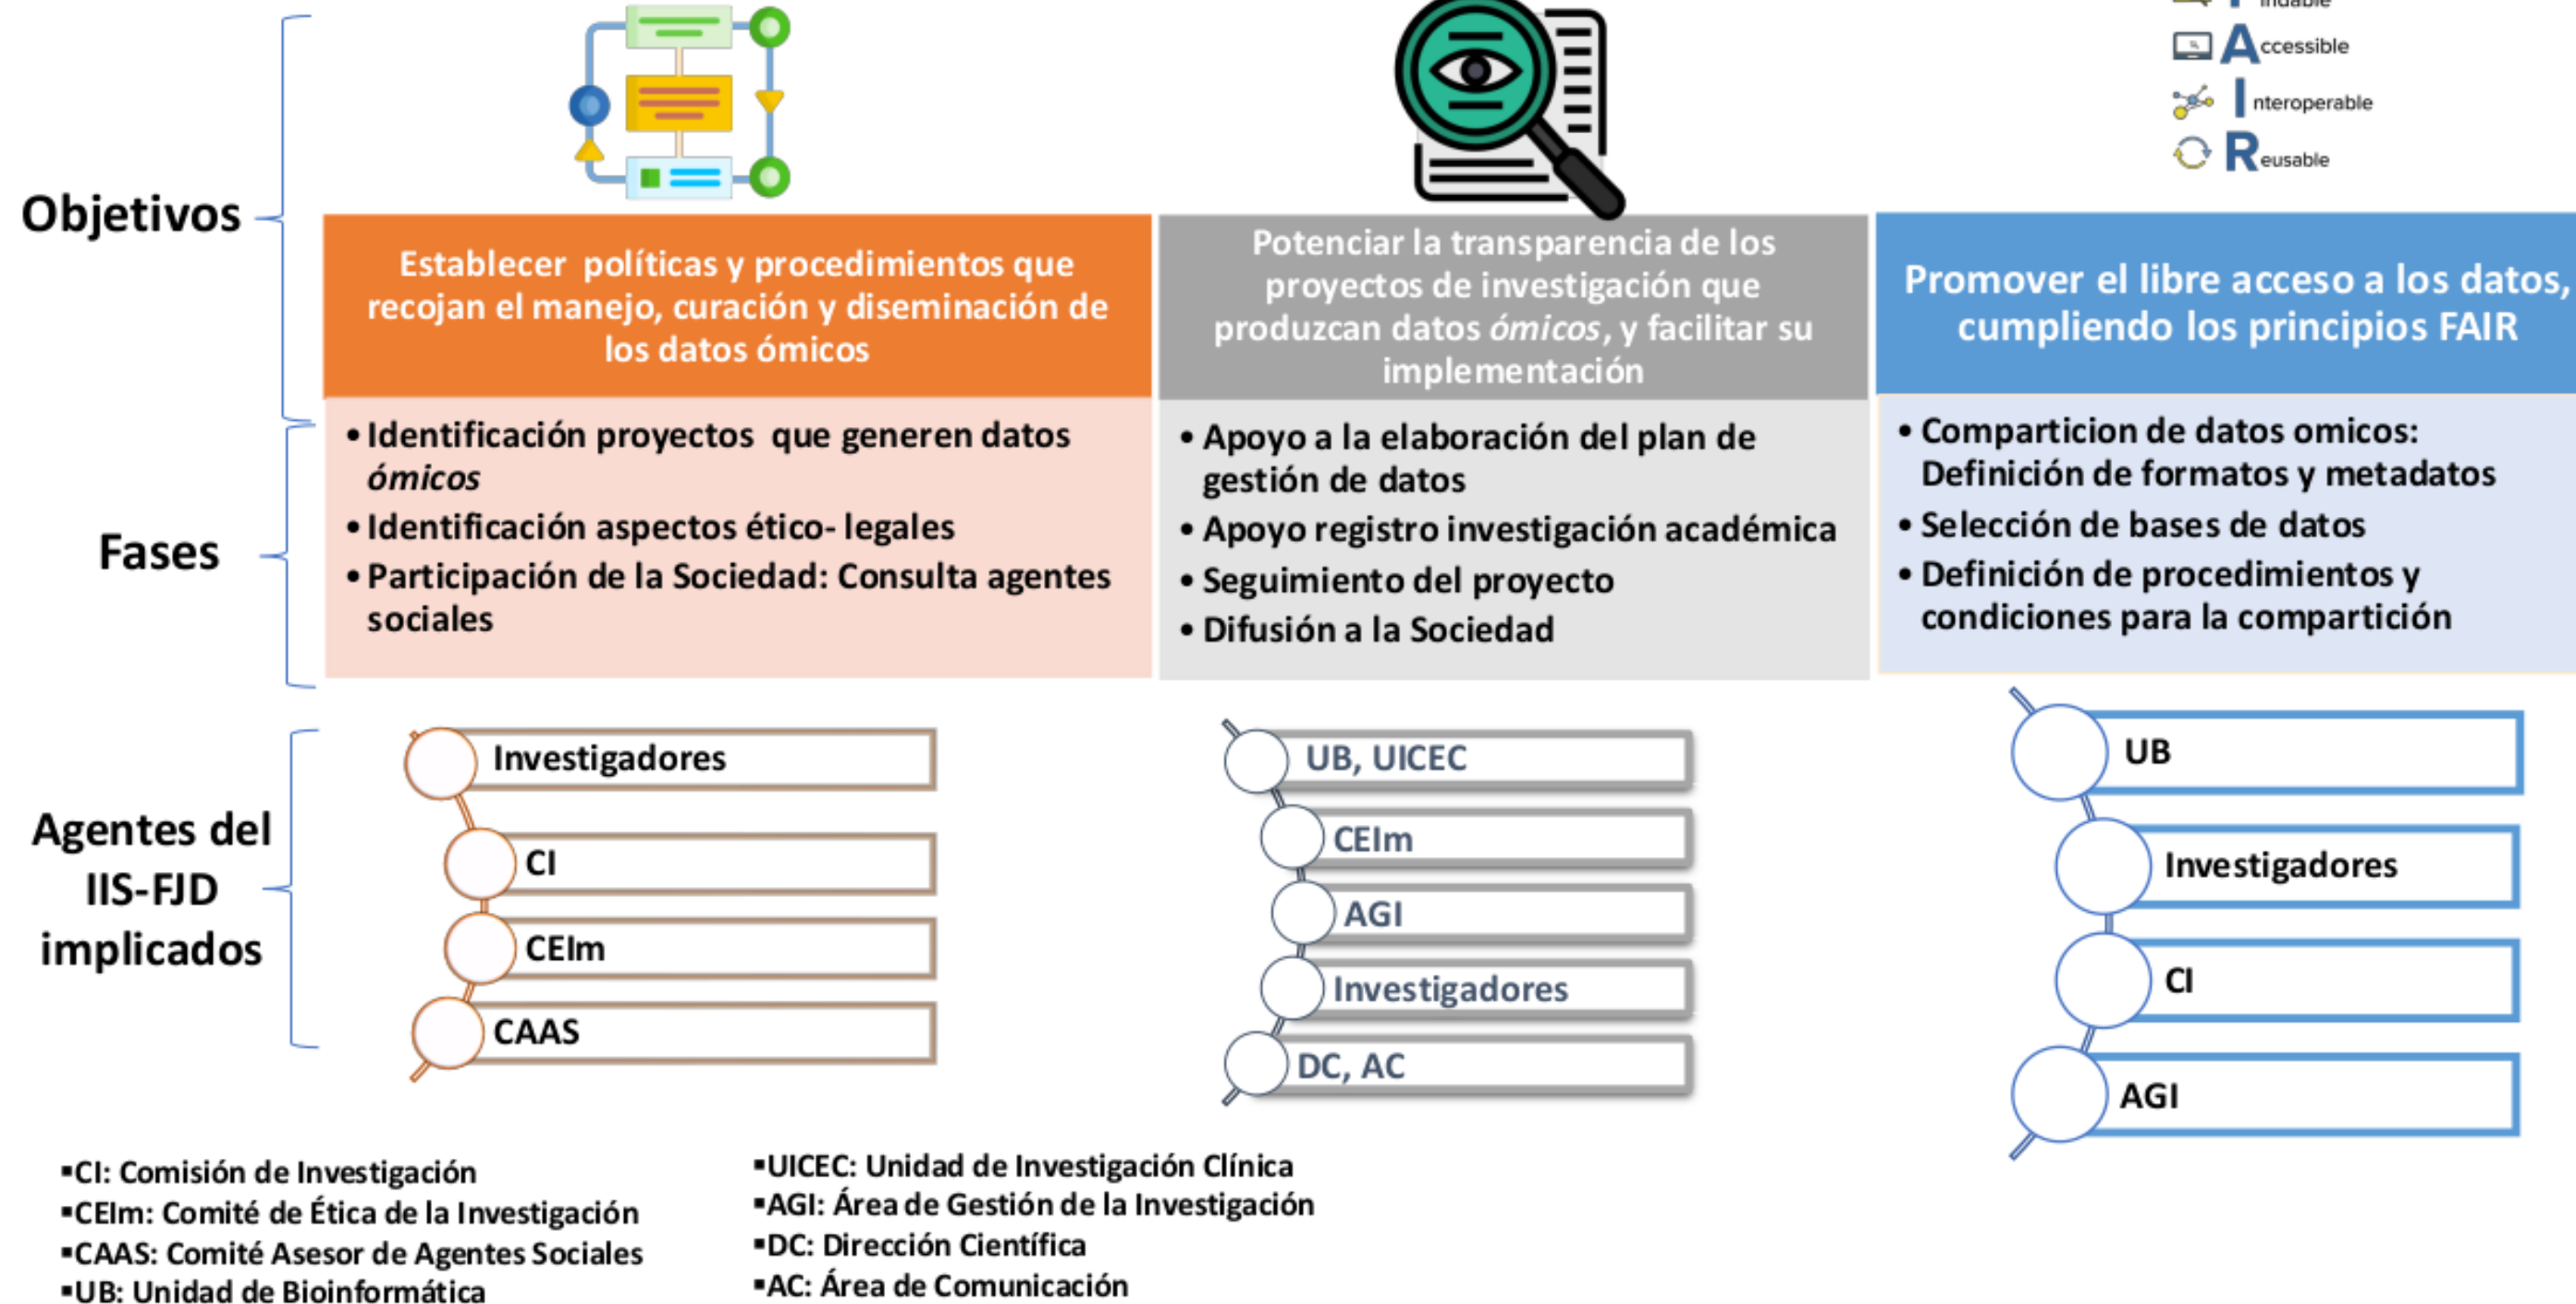 indable
Accessible
Interoperable
Reusable
Objetivos
Establecer políticas y procedimientos que
recojan el manejo, curación y diseminación de
los datos ómicos
Potenciar la transparencia de los
proyectos de investigación que
produzcan datos ómicos, y facilitar su
implementación
Promover el libre acceso a los datos,
cumpliendo los principios FAIR
Fases
• Identificación proyectos que generen datos
ómicos
• Identificación aspectos ético- legales
• Participación de la Sociedad: Consulta agentes
sociales
• Apoyo a la elaboración del plan de
gestión de datos
• Apoyo registro investigación académica
• Seguimiento del proyecto
• Difusión a la Sociedad
• Comparticion de datos omicos:
Definición de formatos y metadatos
• Selección de bases de datos
• Definición de procedimientos y
condiciones para la compartición
Agentes del
IIS-FJD
implicados
Investigadores
CI
CEIm
CAAS
UB, UICEC
CEIm
AGI
Investigadores
DC, AC
UB
Investigadores
CI
AGI
▪CI: Comisión de Investigación
▪CEIm: Comité de Ética de la Investigación
▪CAAS: Comité Asesor de Agentes Sociales
▪UB: Unidad de Bioinformática
▪UICEC: Unidad de Investigación Clínica
▪AGI: Área de Gestión de la Investigación
▪DC: Dirección Científica
▪AC: Área de Comunicación